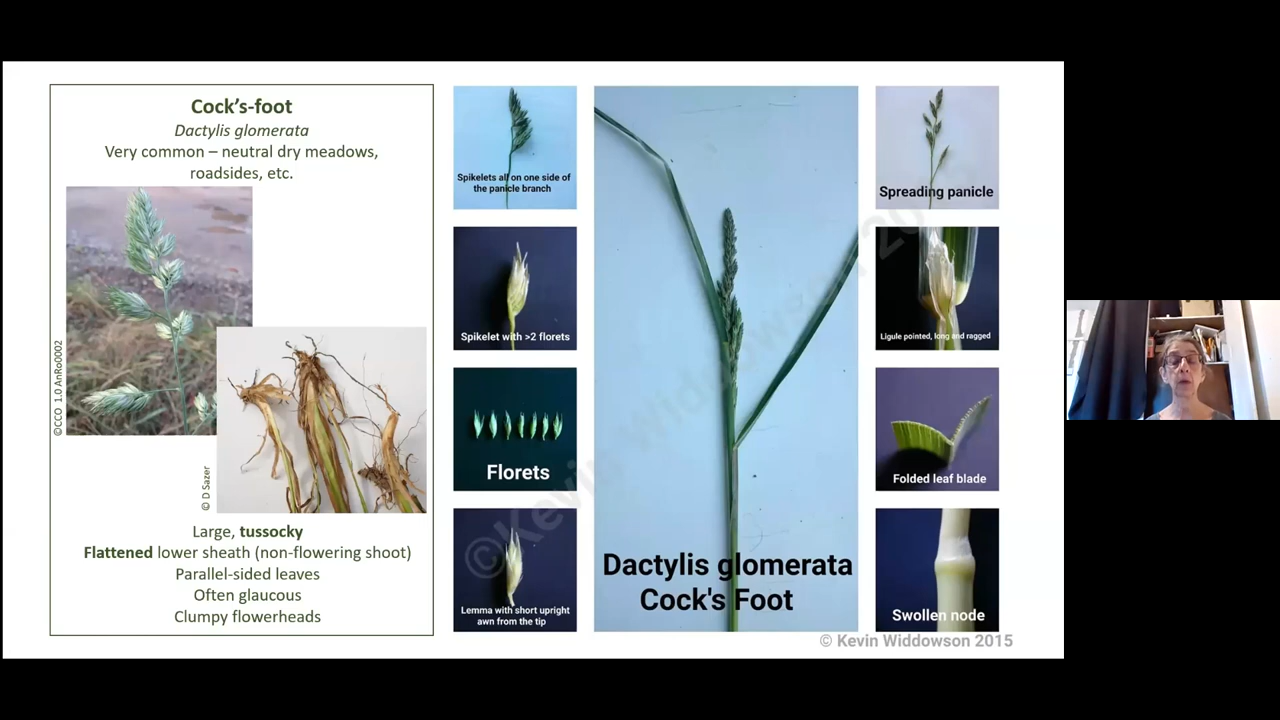 Cock's-foot
Dactylis glomerata
Very common – neutral dry meadows,
roadsides, etc.
©CCO 1.0 AnRo0002
© D Sazer
Large, tussocky
Flattened lower sheath (non-flowering shoot)
Parallel-sided leaves
Often glaucous
Clumpy flowerheads
Spikelets all on one side of
the panicle branch
Spikelet with >2 florets
Florets
Lemma with short upright
awn from the tip
Dactylis glomerata
Cock's Foot
Spreading panicle
Ligule pointed, long and ragged
Folded leaf blade
Swollen node
© Kevin Widdowson 2015